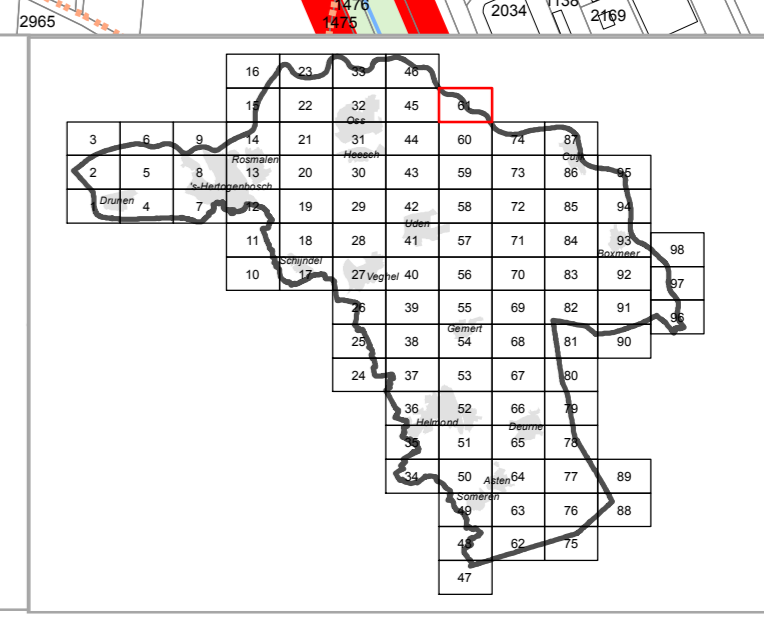 1476
1475
2965
2034
1138
2169
16 23 33 46
15 22 32 45 61
Oss
3 6 9 14 21 31 44 60 74 87
Rosmalen Heesch Cuijk
2 5 8 13 20 30 43 59 73 86 95
's-Hertogenbosch
Drunen
1 4 7 12 19 29 42 58 72 85 94
Uden
11 18 28 41 57 71 84 93 98
Schijndel Boxmeer
10 17 27 Veghel 40 56 70 83 92 97
26 39 55 69 82 91 96
Gemert
25 38 54 68 81 90
24 37 53 67 80
36 52 66 79
Helmond Deurne
35 51 65 78
34 50 Asten 64 77 89
Someren
49 63 76 88
48 62 75
47